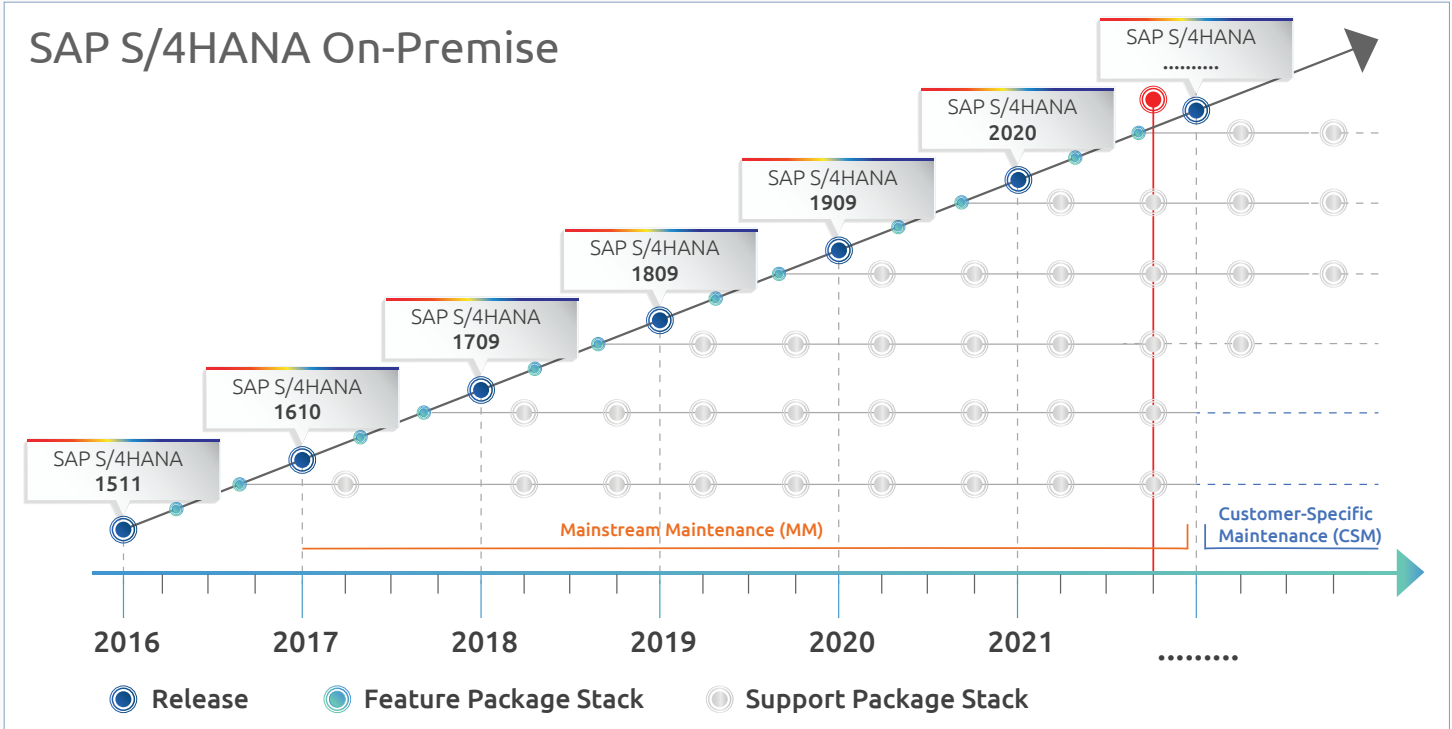 SAP S/4HANA On-Premise
SAP S/4HANA
..........
SAP S/4HANA
2020
SAP S/4HANA
1909
SAP S/4HANA
1809
SAP S/4HANA
1709
SAP S/4HANA
1610
SAP S/4HANA
1511
Mainstream Maintenance (MM)
Customer-Specific
Maintenance (CSM)
2016 2017 2018 2019 2020 2021 .........
Release Feature Package Stack Support Package Stack